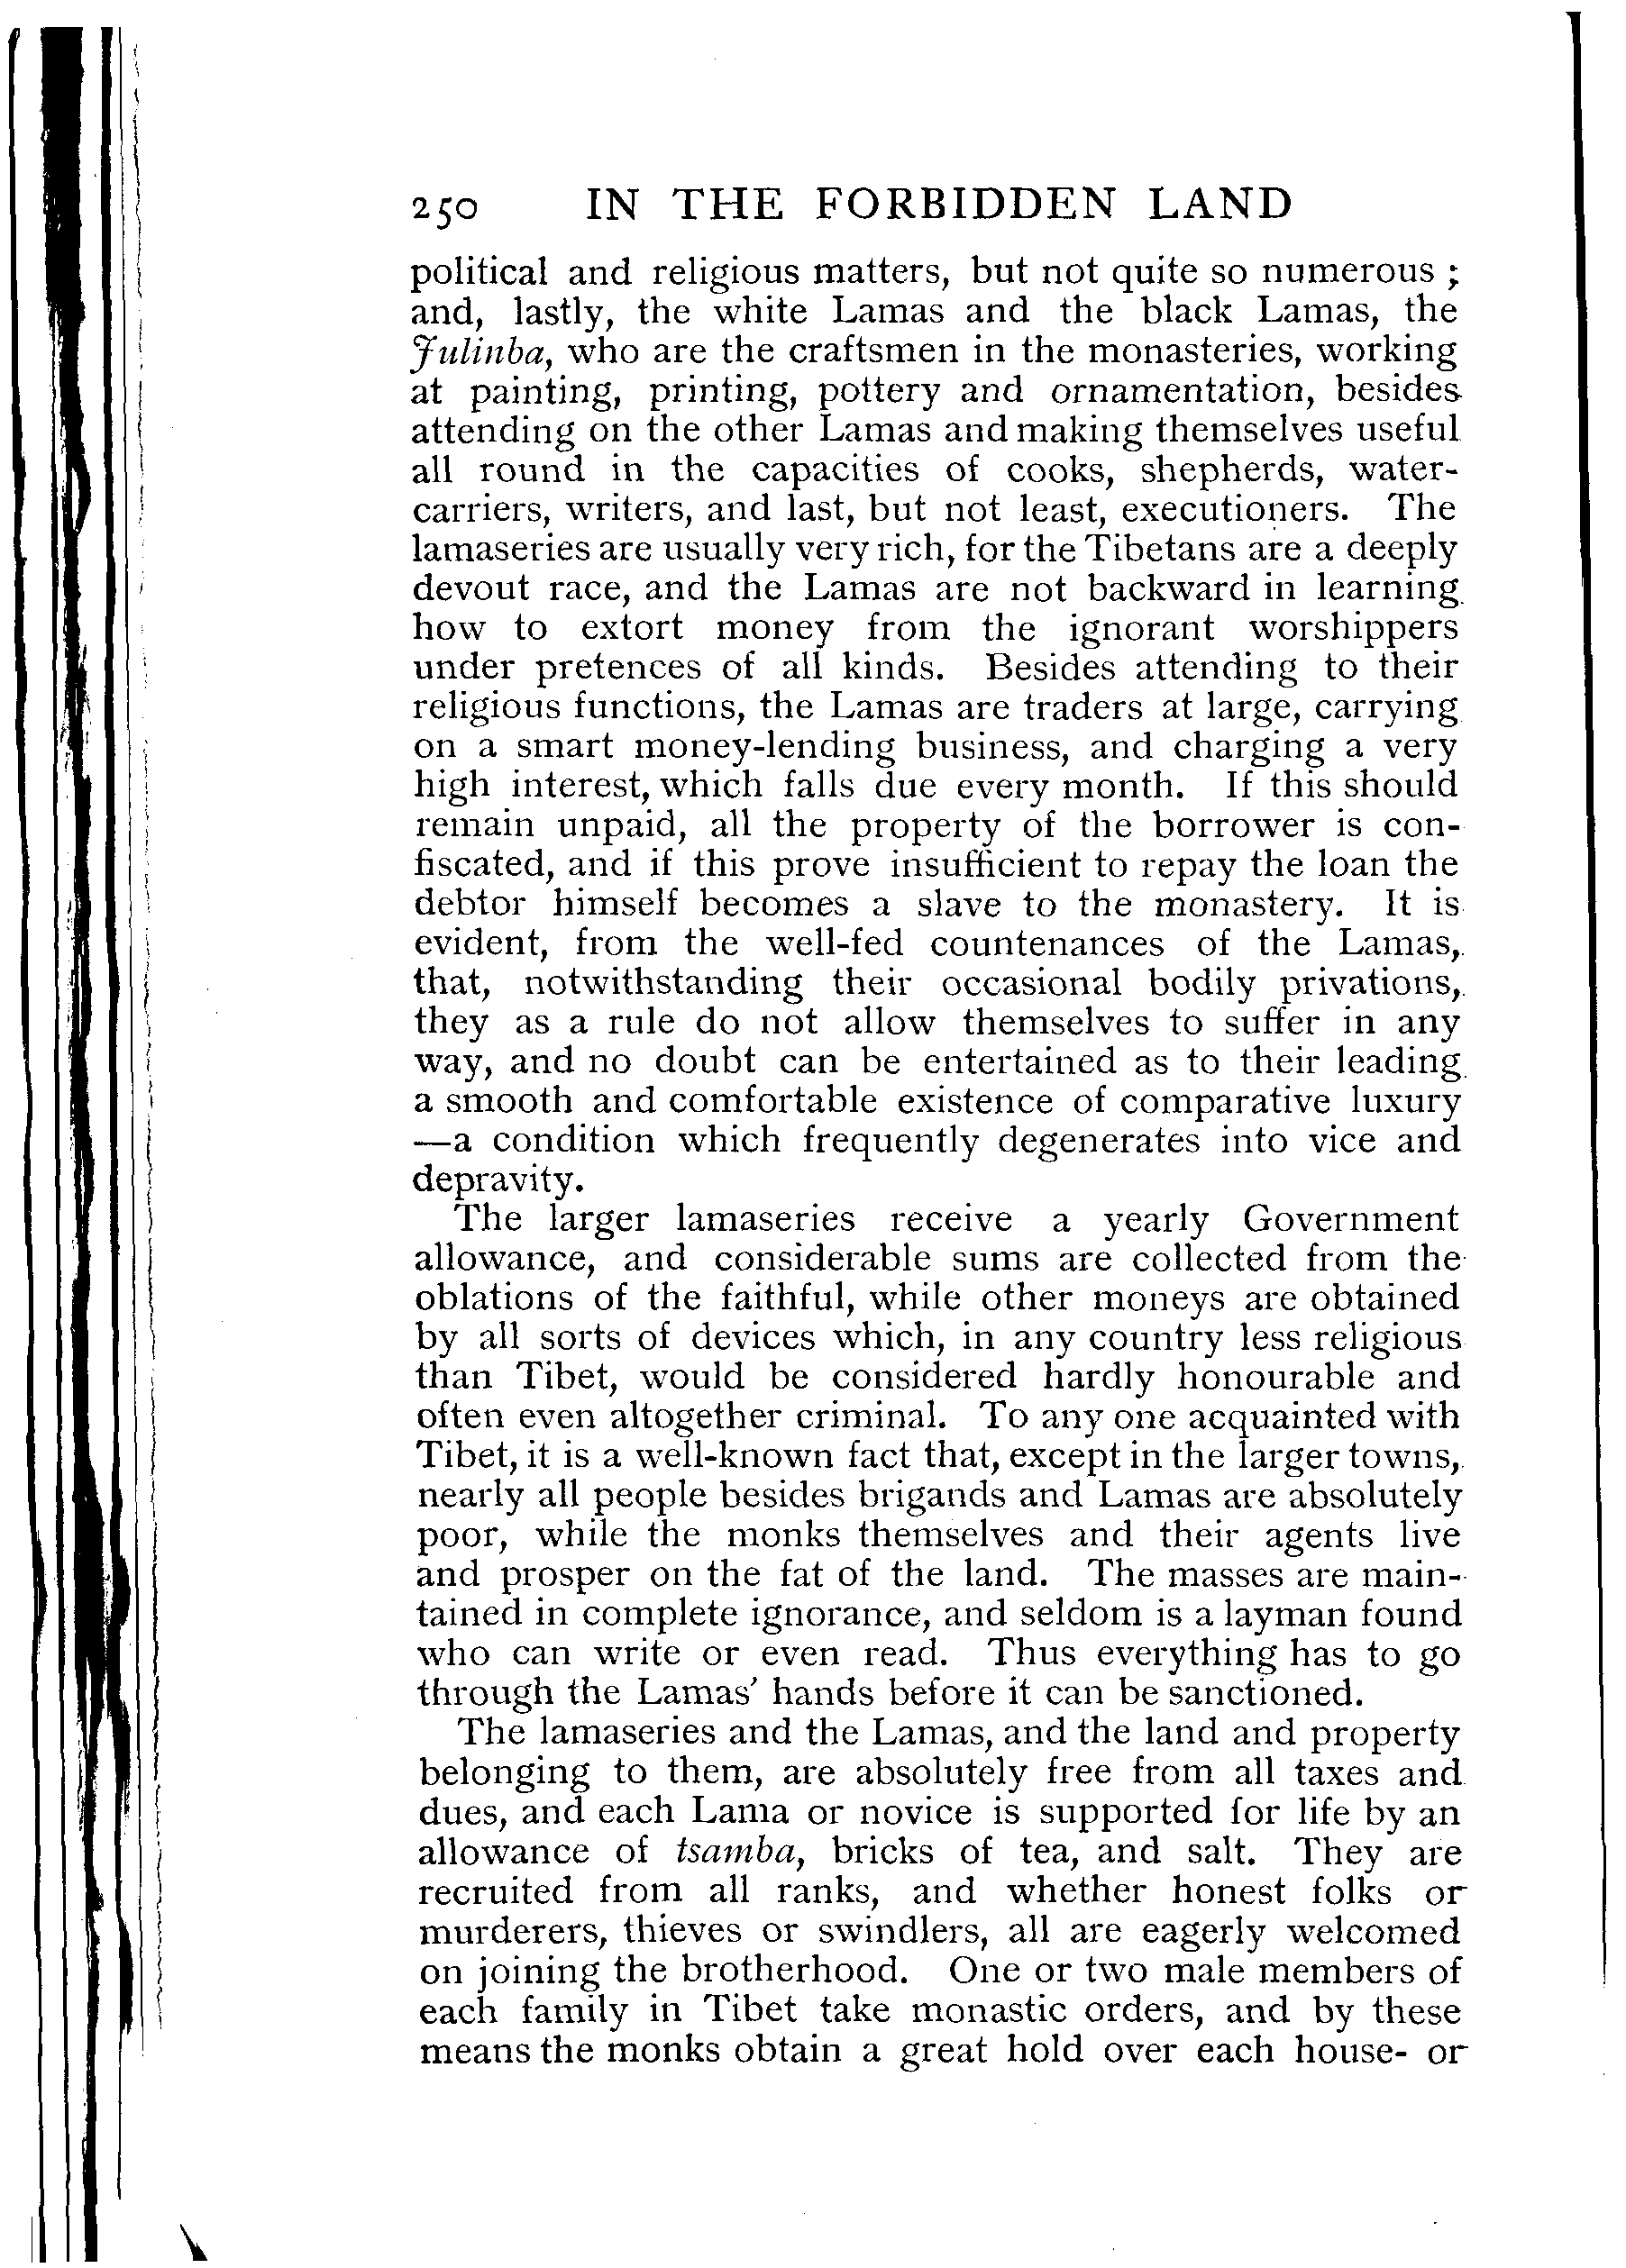 250 IN THE FORBIDDEN LAND
political and religious matters, but not quite so numerous ;
and, lastly, the white Lamas and the black Lamas, the
Julinba, who are the craftsmen in the monasteries, working
at painting, printing, pottery and ornamentation, besides
attending on the other Lamas and making themselves useful
all round in the capacities of cooks, shepherds, water-
carriers, writers, and last, but not least, executioners. The
lamaseries are usually very rich, for the Tibetans are a deeply
devout race, and the Lamas are not backward in learning
how to extort money from the ignorant worshippers
under pretences of all kinds. Besides attending to their
religious functions, the Lamas are traders at large, carrying
on a smart money-lending business, and charging a very
high interest, which falls due every month. If this should
remain unpaid, all the property of the borrower is con-
fiscated, and if this prove insufficient to repay the loan the
debtor himself becomes a slave to the monastery. It is
evident, from the well-fed countenances of the Lamas,
that, notwithstanding their occasional bodily privations,
they as a rule do not allow themselves to suffer in any
way, and no doubt can be entertained as to their leading
a smooth and comfortable existence of comparative luxury
—a condition which frequently degenerates into vice and
depravity.
The larger lamaseries receive a yearly Government
allowance, and considerable sums are collected from the
oblations of the faithful, while other moneys are obtained
by all sorts of devices which, in any country less religious
than Tibet, would be considered hardly honourable and
often even altogether criminal. To any one acquainted with
Tibet, it is a well-known fact that, except in the larger towns,
nearly all people besides brigands and Lamas are absolutely
poor, while the monks themselves and their agents live
and prosper on the fat of the land. The masses are main-
tained in complete ignorance, and seldom is a layman found
who can write or even read. Thus everything has to go
through the Lamas' hands before it can be sanctioned.
The lamaseries and the Lamas, and the land and property
belonging to them, are absolutely free from all taxes and
dues, and each Lama or novice is supported for life by an
allowance of tsamba, bricks of tea, and salt. They are
recruited from all ranks, and whether honest folks or
murderers, thieves or swindlers, all are eagerly welcomed
on joining the brotherhood. One or two male members of
each family in Tibet take monastic orders, and by these
means the monks obtain a great hold over each house- or